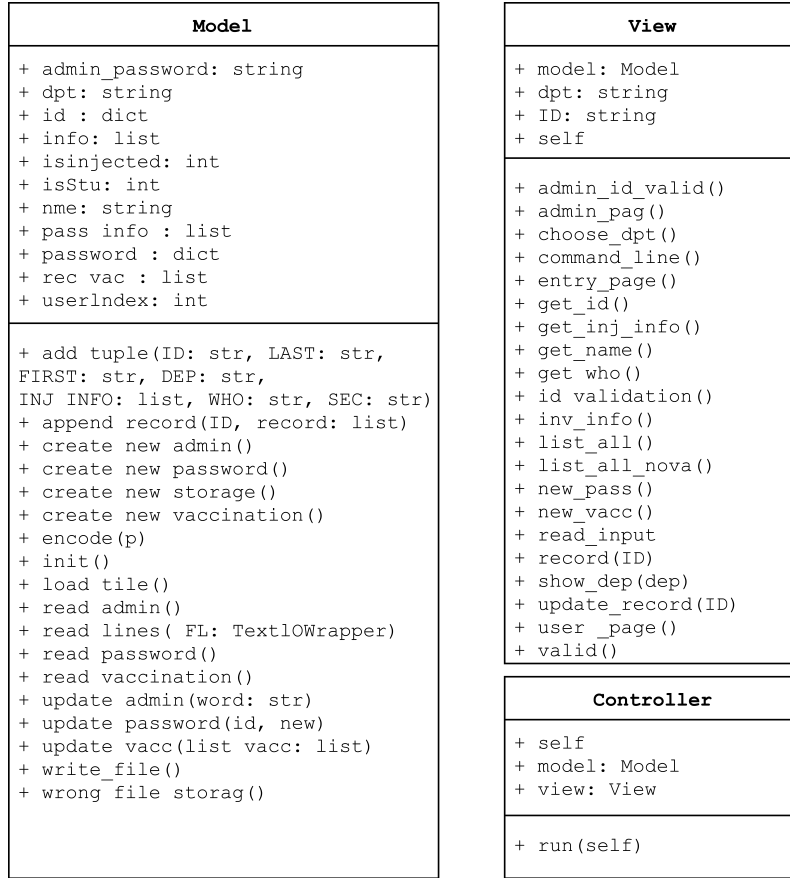 Model
+ admin_password: string
+ dpt: string
+ id : dict
+ info: list
+ isinjected: int
+ isStu: int
+ nme: string
+ pass info : list
+ password : dict
+ rec vac : list
+ userlndex: int
+ add tuple(ID: str, LAST: str,
FIRST: str, DEP: str,
INJ INFO: list, WHO: str, SEC: str)
+ append record(ID, record: list)
+ create new admin()
+ create new password()
+ create new storage()
+ create new vaccination()
+ encode(p)
+ init()
+ load tile()
+ read admin()
+ read lines( FL: TextlOWrapper)
+ read password()
+ read vaccination()
+ update admin(word: str)
+ update password(id, new)
+ update vacc(list vacc: list)
+ write_file()
+ wrong file storag()
View
+ model: Model
+ dpt: string
+ ID: string
+ self
+ admin_id_valid()
+ admin_pag()
+ choose_dpt()
+ command_line()
+ entry_page()
+ get_id()
+ get_inj_info()
+ get_name()
+ get who()
+ id validation()
+ inv_info()
+ list_all()
+ list_all_nova()
+ new_pass()
+ new_vacc()
+ read_input
+ record(ID)
+ show_dep(dep)
+ update_record(ID)
+ user _page()
+ valid()
Controller
+ self
+ model: Model
+ view: View
+ run(self)